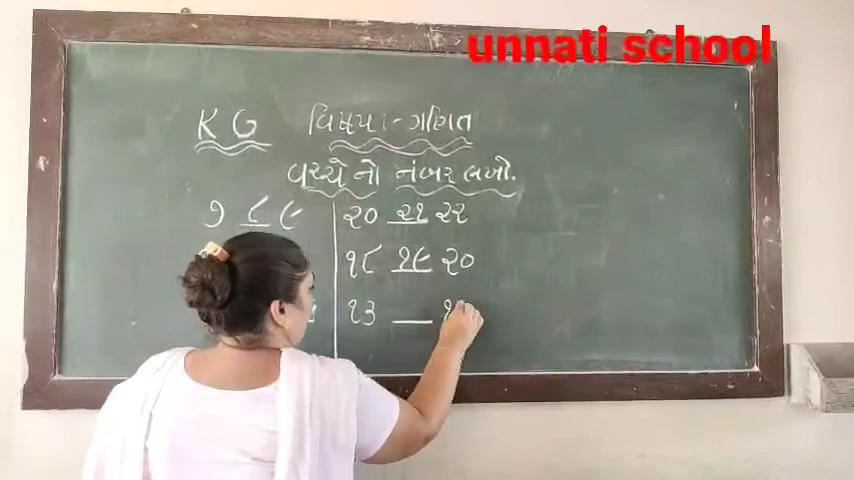 unnati school
KG વિષય :- ગણિત
વચ્ચે નો નંબર લખો.
૭ ૮ ૯ ૨૦ ૨૧ ૨૨
૧૮ ૧૯ ૨૦
૧૩ __